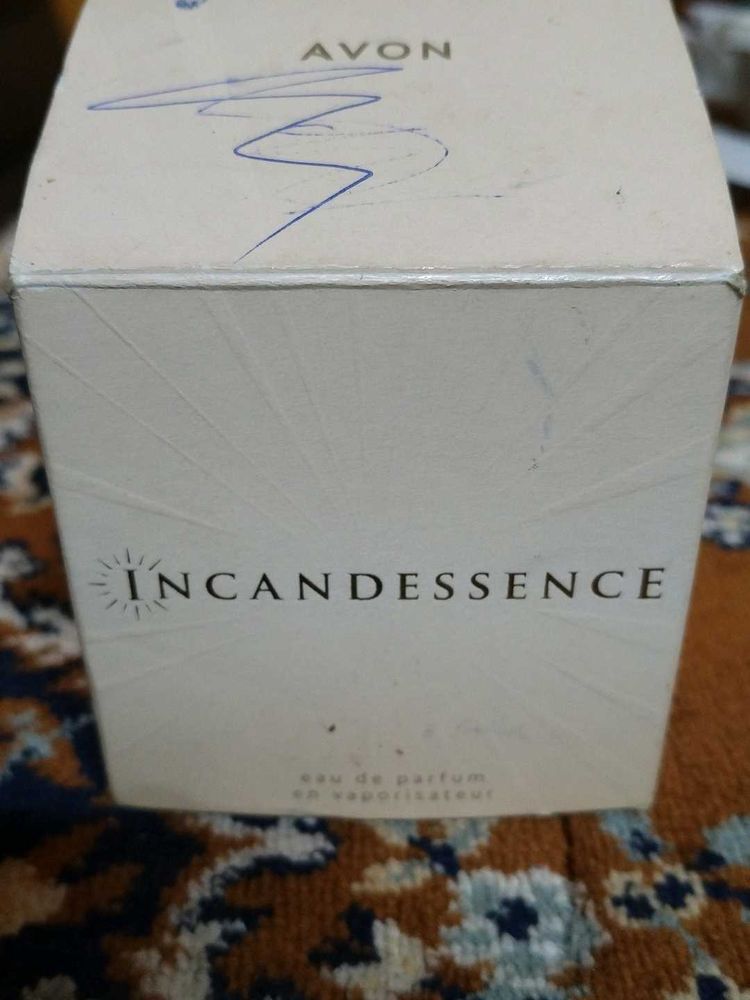 AVON
INCANDESSENCE
eau de parfum
en vaporisateur